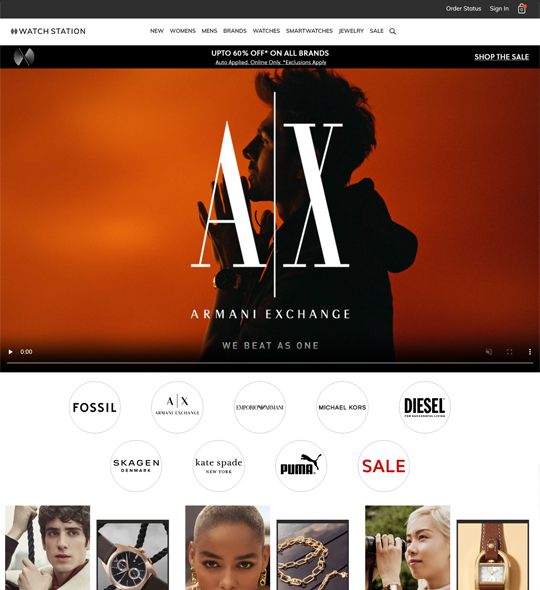 Order Status Sign In
WATCH STATION
NEW WOMENS MENS BRANDS WATCHES SMARTWATCHES JEWELRY SALE
UPTO 60% OFF* ON ALL BRANDS
Auto Applied. Online Only. *Exclusions Apply
SHOP THE SALE
A|X
ARMANI EXCHANGE
WE BEAT AS ONE
0:00
FOSSIL
A|X
ARMANI EXCHANGE
EMPORIO ARMANI
MICHAEL KORS
DIESEL
FOR SUCCESSFUL LIVING
SKAGEN
DENMARK
kate spade
NEW YORK
PUMA
SALE